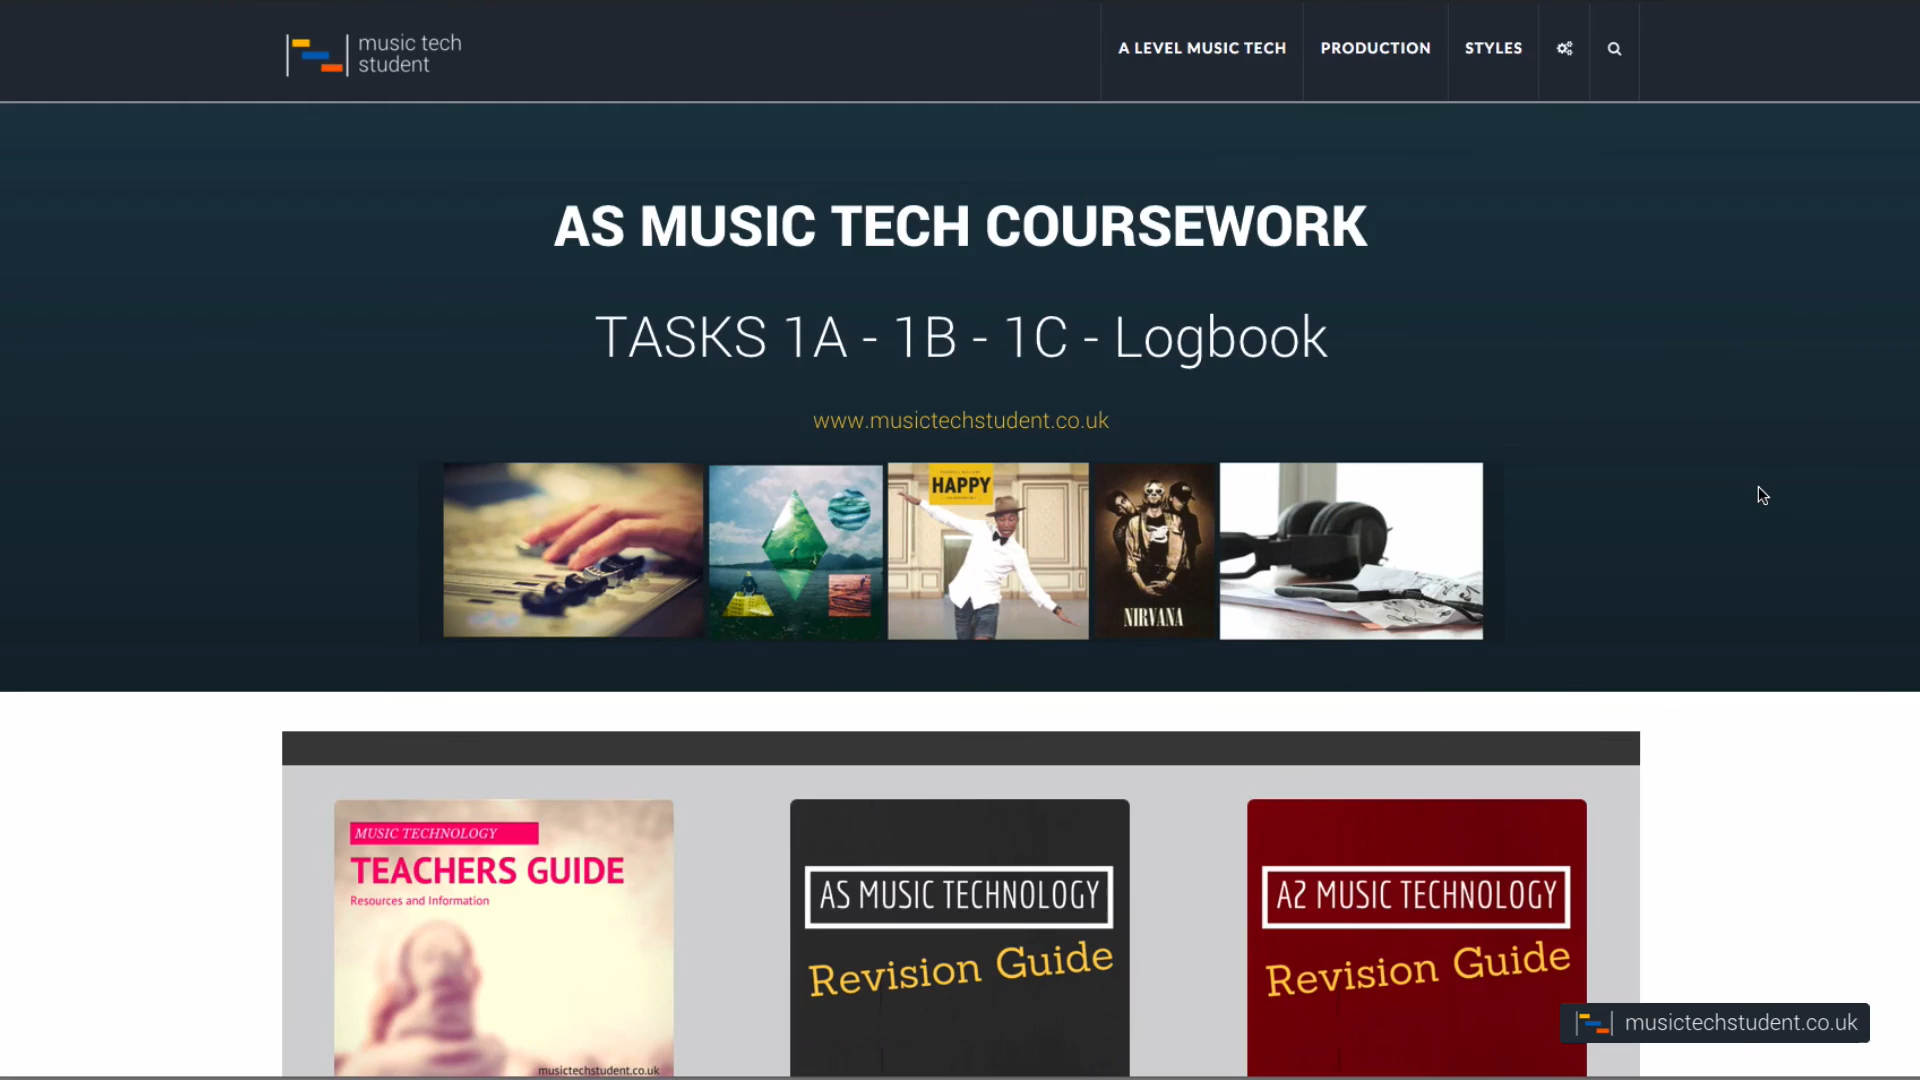 music tech
student
A LEVEL MUSIC TECH
PRODUCTION
STYLES
AS MUSIC TECH COURSEWORK
TASKS 1A - 1B - 1C - Logbook
www.musictechstudent.co.uk
HAPPY
NIRVANA
MUSIC TECHNOLOGY
TEACHERS GUIDE
Resources and Information
musictechstudent.co.uk
AS MUSIC TECHNOLOGY
Revision Guide
A2 MUSIC TECHNOLOGY
Revision Guide
musictechstudent.co.uk